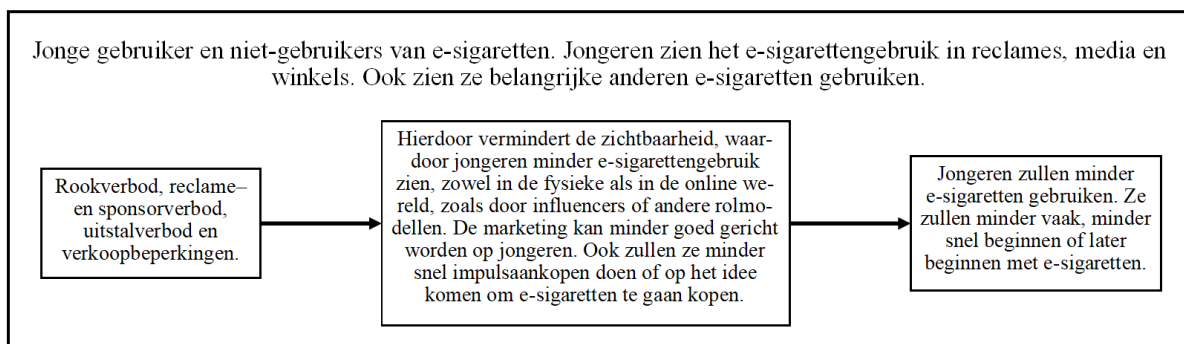 Jonge gebruiker en niet-gebruikers van e-sigaretten. Jongeren zien het e-sigarettengebruik in reclames, media en
winkels. Ook zien ze belangrijke anderen e-sigaretten gebruiken.
Rookverbod, reclame–
en sponsorverbod,
uitstalverbod en
verkoopbeperkingen.
Hierdoor vermindert de zichtbaarheid, waar-
door jongeren minder e-sigarettengebruik
zien, zowel in de fysieke als in de online we-
reld, zoals door influencers of andere rolmo-
dellen. De marketing kan minder goed gericht
worden op jongeren. Ook zullen ze minder
snel impulsaankopen doen of op het idee
komen om e-sigaretten te gaan kopen.
Jongeren zullen minder
e-sigaretten gebruiken. Ze
zullen minder vaak, minder
snel beginnen of later
beginnen met e-sigaretten.